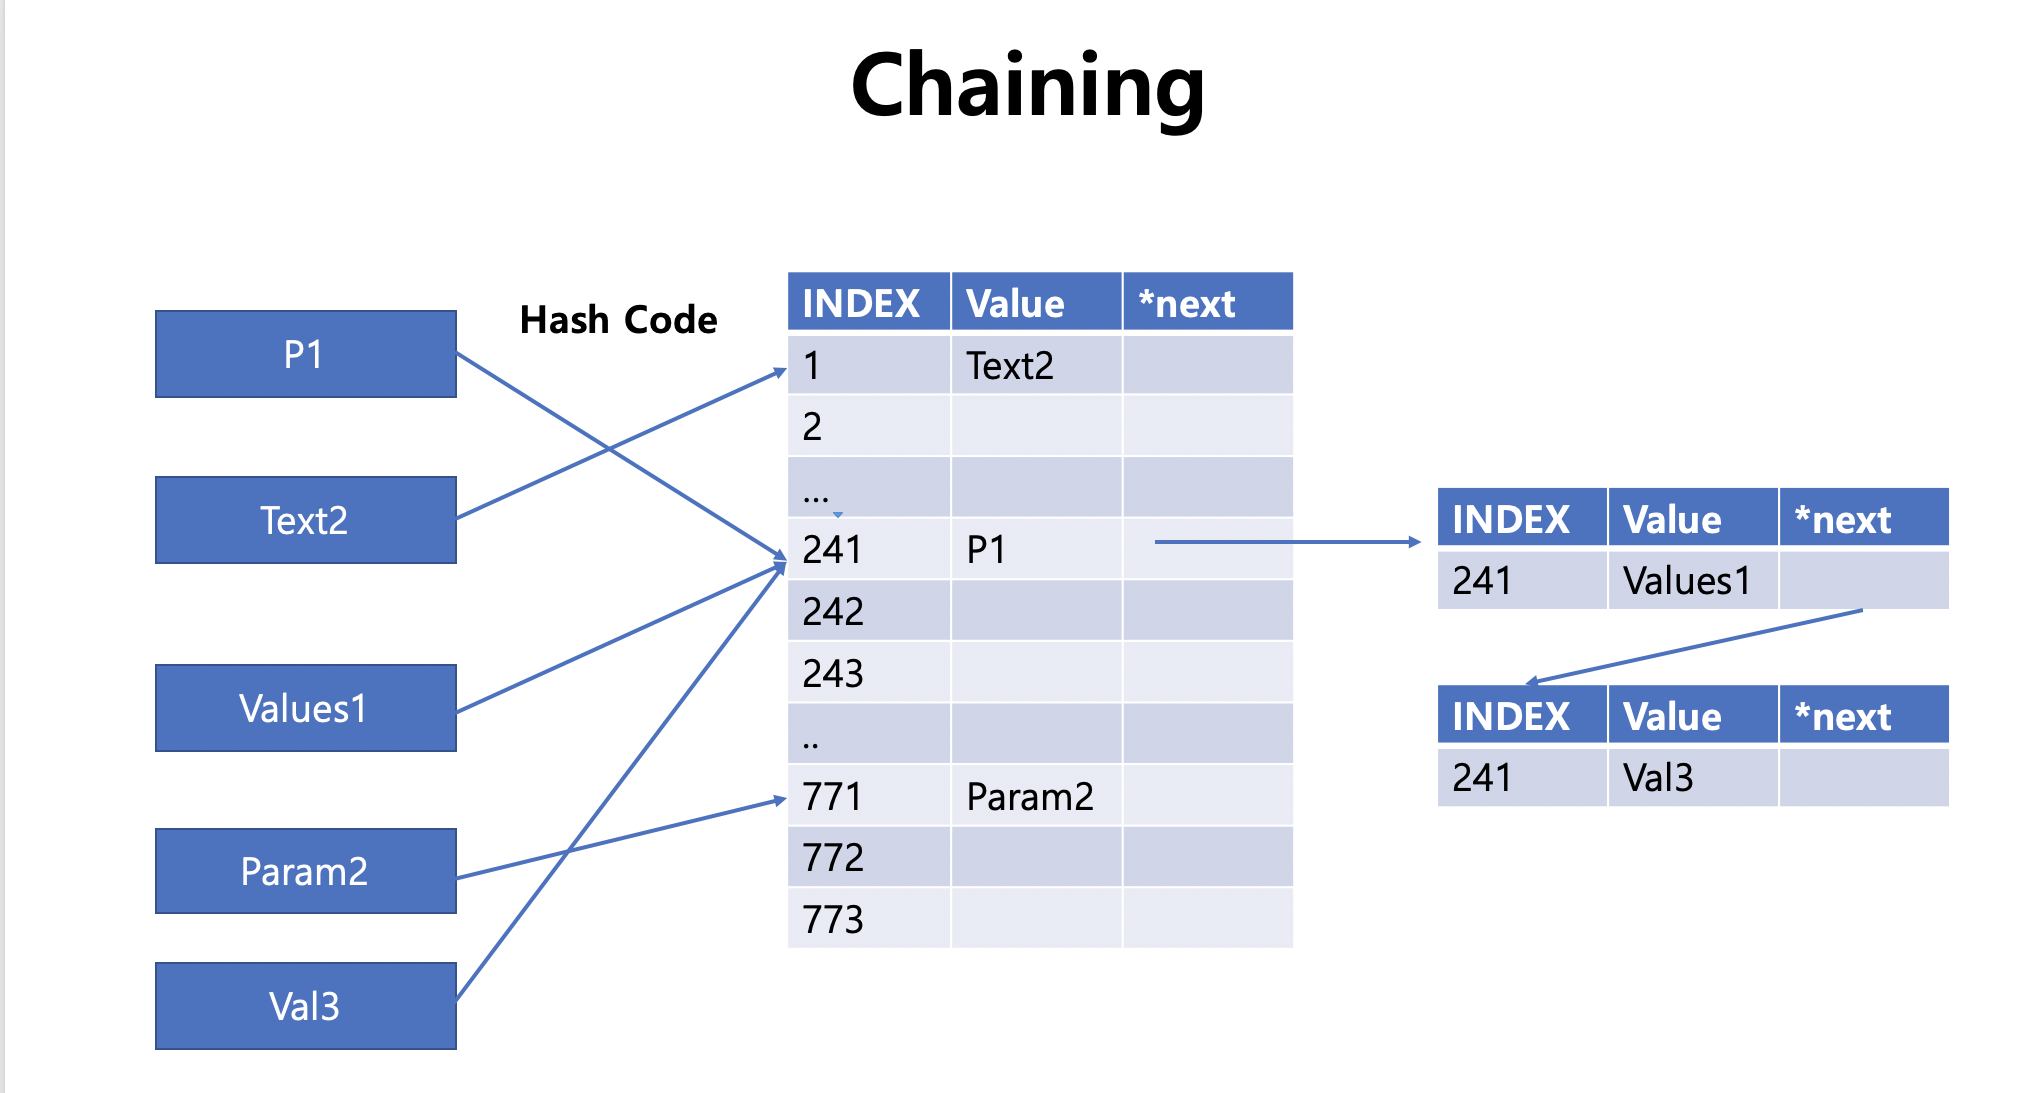 Chaining
Hash Code
P1
Text2
Values1
Param2
Val3
INDEX Value *next
1 Text2
2
...
241 P1
242
243
..
771 Param2
772
773
INDEX Value *next
241 Values1
INDEX Value *next
241 Val3